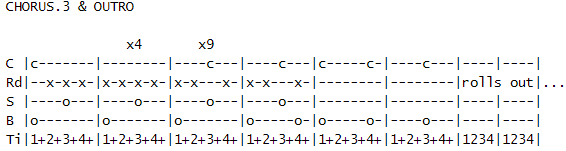 CHORUS.3 & OUTRO
x4 x9
C |c-------|--------|----c---|----c---|c-----c-|----c---|----|----|
Rd|--x-x-x-|x-x-x-x-|x-x---x-|x-x---x-|--------|--------|rolls out|...
S |----o---|----o---|----o---|----o---|--------|--------|----|----|
B |o-------|o-------|o-------|o-----o-|o-----o-|----o---|----|----|
Ti|1+2+3+4+|1+2+3+4+|1+2+3+4+|1+2+3+4+|1+2+3+4+|1+2+3+4+|1234|1234|